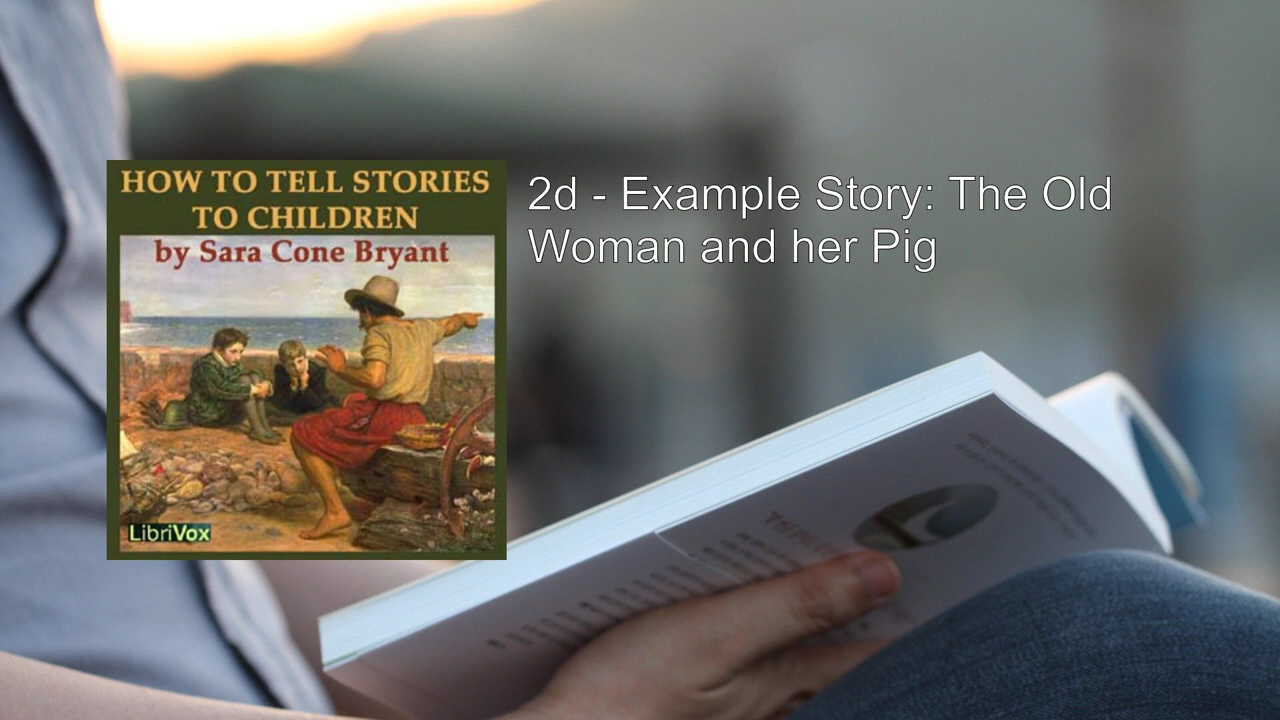 HOW TO TELL STORIES
TO CHILDREN
by Sara Cone Bryant
LibriVox
2d - Example Story: The Old
Woman and her Pig